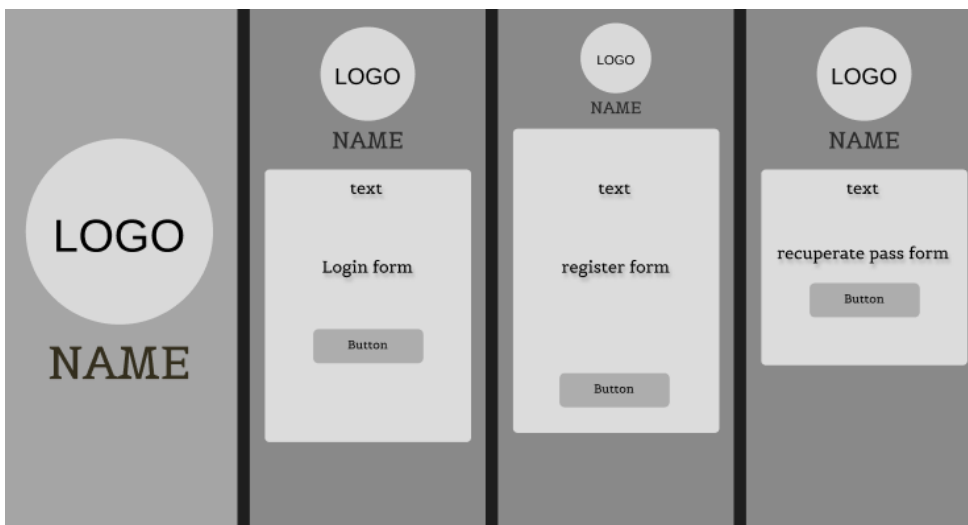 LOGO
NAME
LOGO
NAME
text
Login form
Button
LOGO
NAME
text
register form
Button
LOGO
NAME
text
recuperate pass form
Button